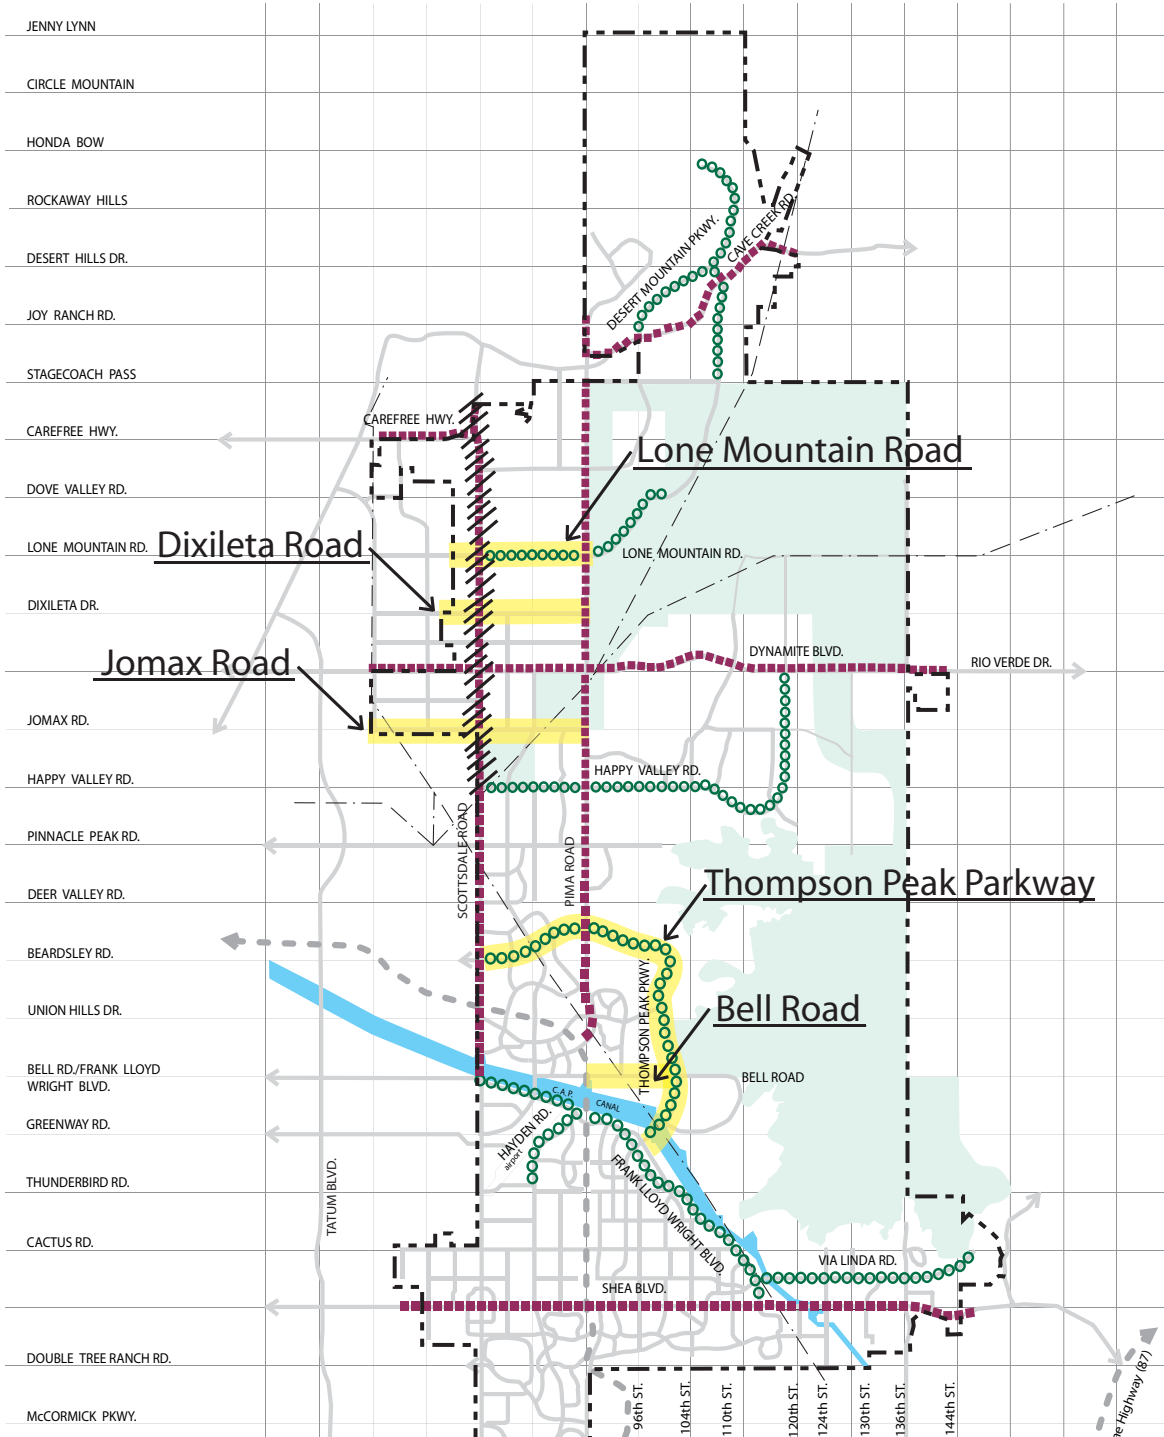 JENNY LYNN
CIRCLE MOUNTAIN
HONDA BOW
ROCKAWAY HILLS
DESERT HILLS DR.
JOY RANCH RD.
STAGECOACH PASS
CAREFREE HWY.
DOVE VALLEY RD.
LONE MOUNTAIN RD.
DIXILETA DR.
JOMAX RD.
HAPPY VALLEY RD.
PINNACLE PEAK RD.
DEER VALLEY RD.
BEARDSLEY RD.
UNION HILLS DR.
BELL RD./FRANK LLOYD
WRIGHT BLVD.
GREENWAY RD.
THUNDERBIRD RD.
CACTUS RD.
DOUBLE TREE RANCH RD.
McCORMICK PKWY.
DESERT MOUNTAIN PKWY.
CAVE CREEK RD.
CAREFREE HWY.
Lone Mountain Road
Dixileta Road
LONE MOUNTAIN RD.
Jomax Road
DYNAMITE BLVD.
RIO VERDE DR.
HAPPY VALLEY RD.
SCOTTSDALE ROAD
PIMA ROAD
Thompson Peak Parkway
THOMPSON PEAK PKWY.
Bell Road
BELL ROAD
C.A.P.
CANAL
HAYDEN RD.
airport
FRANK LLOYD WRIGHT BLVD.
TATUM BLVD.
VIA LINDA RD.
SHEA BLVD.
96th ST.
104th ST.
110th ST.
120th ST.
124th ST.
130th ST.
136th ST.
144th ST.
ne Highway (87)